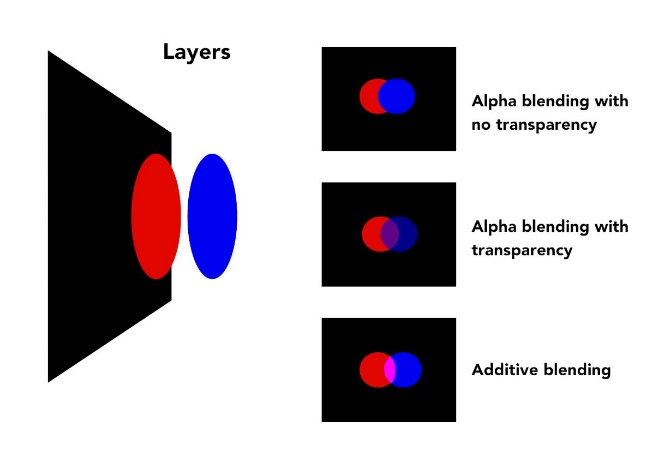 Layers
Alpha blending with
no transparency
Alpha blending with
transparency
Additive blending